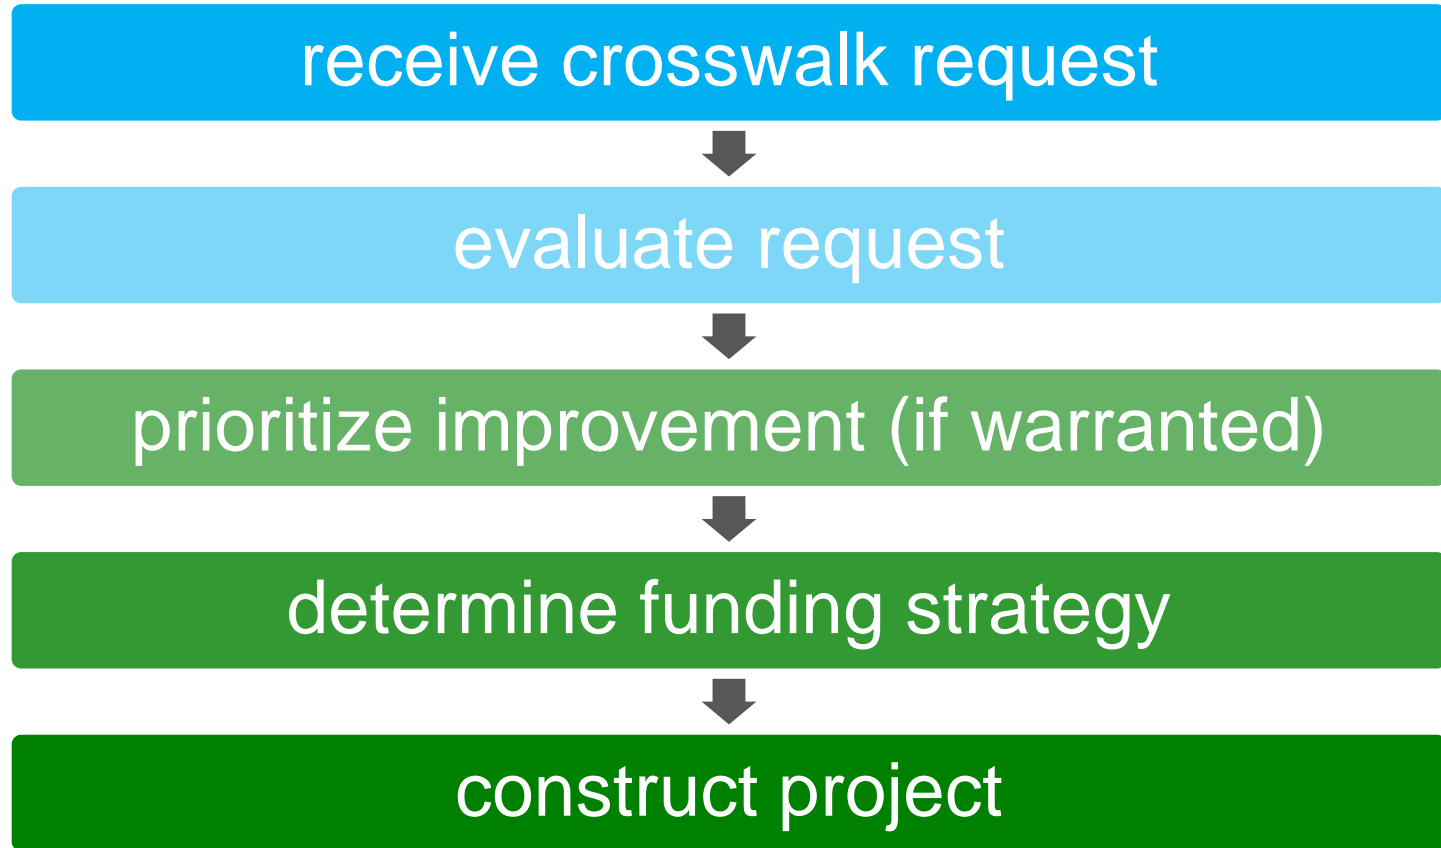 receive crosswalk request
evaluate request
prioritize improvement (if warranted)
determine funding strategy
construct project